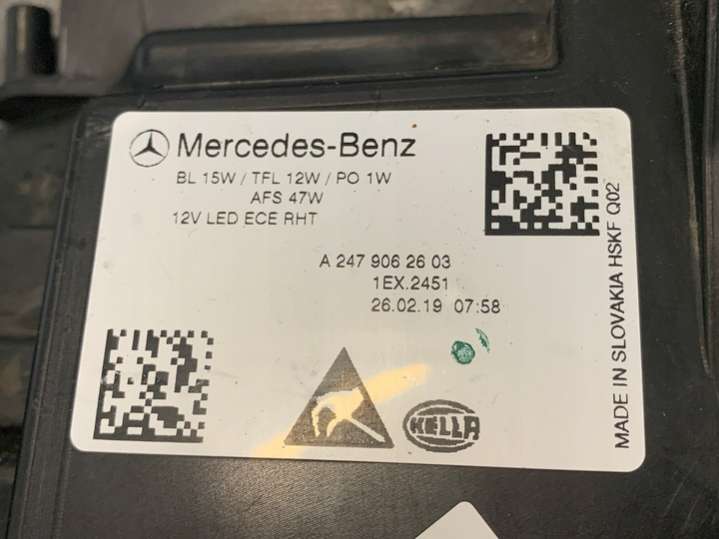 Mercedes-Benz
BL 15W / TFL 12W / PO 1W
AFS 47W
12V LED ECE RHT
A 247 906 26 03
1EX.2451
26.02.19 07:58
HELLA
MADE IN SLOVAKIA HSKF Q02